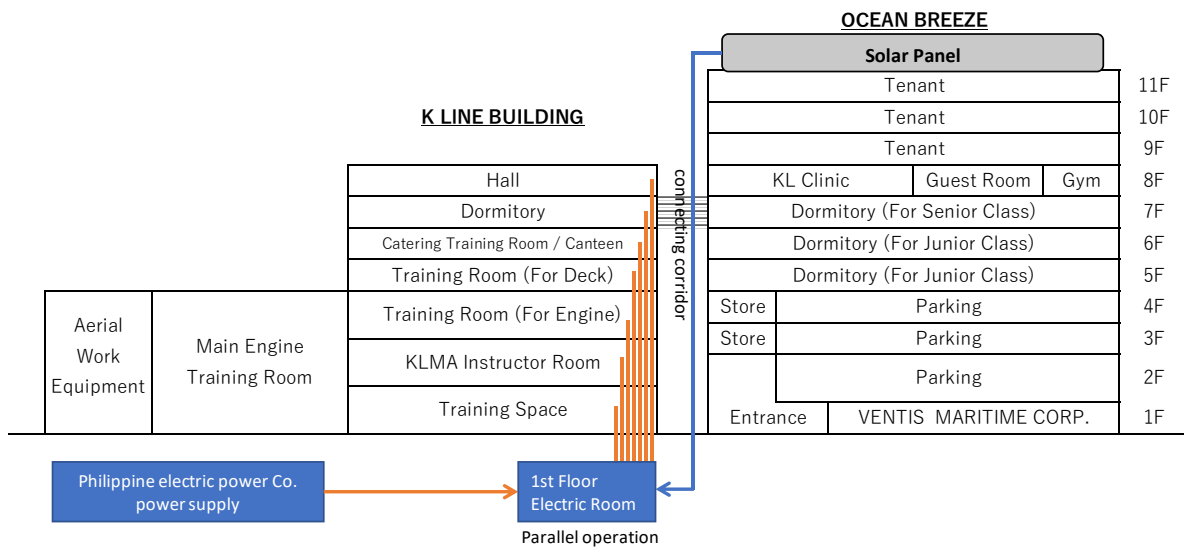 OCEAN BREEZE
Solar Panel
Tenant
11F
K LINE BUILDING
Tenant
10F
Tenant
9F
Hall
KL Clinic
Guest Room
Gym
8F
Dormitory
connecting corridor
Dormitory (For Senior Class)
7F
Catering Training Room / Canteen
Dormitory (For Junior Class)
6F
Training Room (For Deck)
Dormitory (For Junior Class)
5F
Aerial
Work
Equipment
Main Engine
Training Room
Training Room (For Engine)
Store
Parking
4F
Store
Parking
3F
KLMA Instructor Room
Parking
2F
Training Space
Entrance
VENTIS MARITIME CORP.
1F
Philippine electric power Co.
power supply
1st Floor
Electric Room
Parallel operation